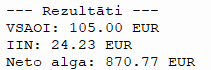 --- Rezultāti ---
VSAOI: 105.00 EUR
IIN: 24.23 EUR
Neto alga: 870.77 EUR